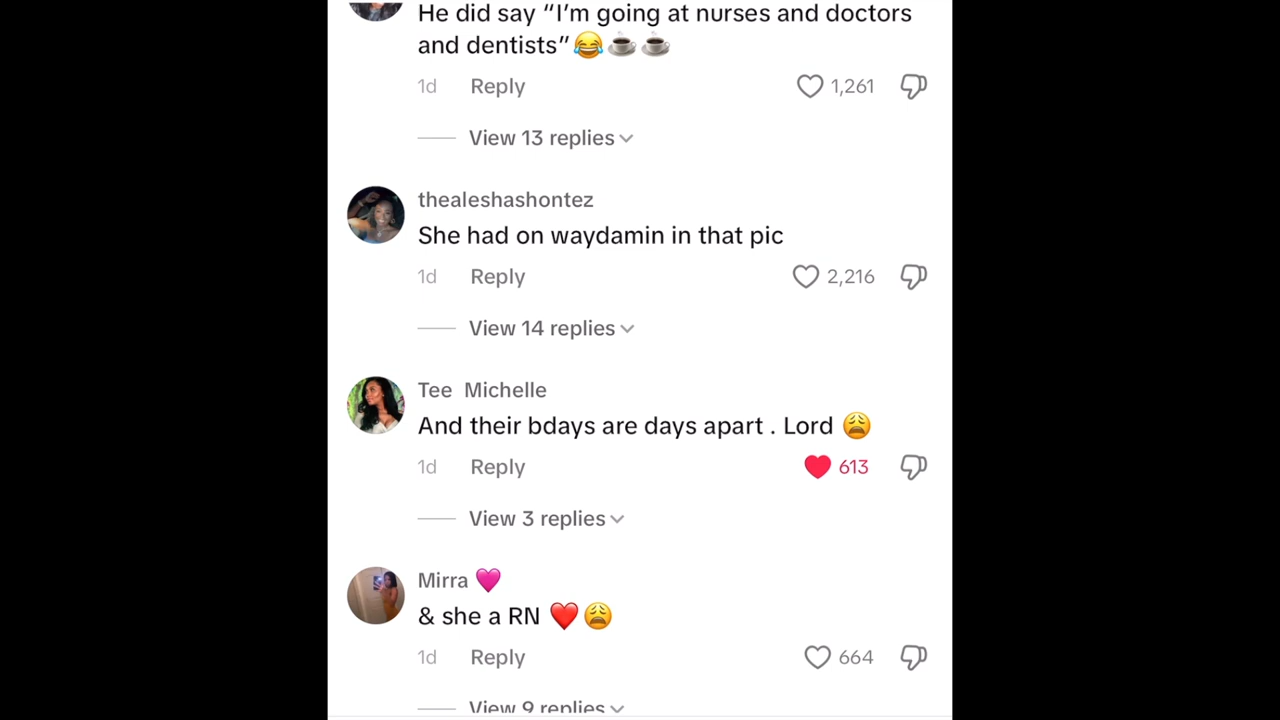 He did say “I’m going at nurses and doctors
and dentists”😂☕☕
1d Reply 1,261
View 13 replies
thealeshashontez
She had on waydamin in that pic
1d Reply 2,216
View 14 replies
Tee Michelle
And their bdays are days apart . Lord 😩
1d Reply 613
View 3 replies
Mirra 💗
& she a RN ❤️😩
1d Reply 664
View 9 replies